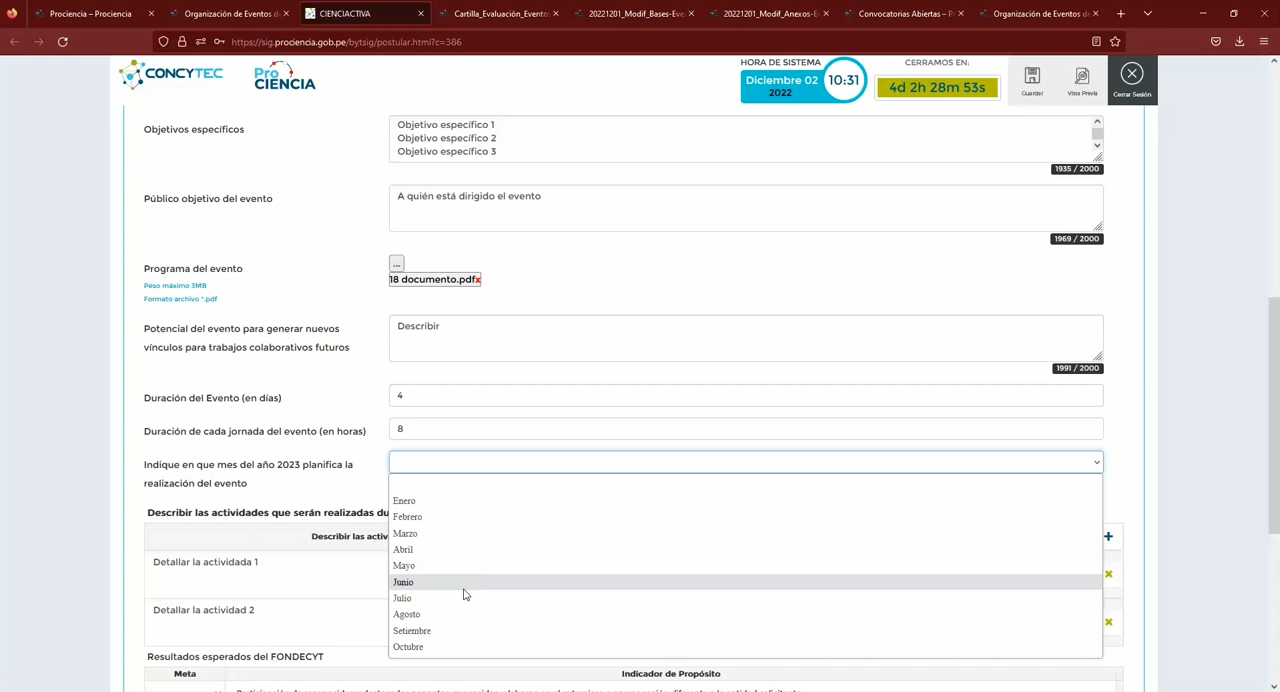 Prociencia – Prociencia
Organización de Eventos d
CIENCIACTIVA
Cartilla_Evaluación_Evento
20221201_Modif_Bases-Eve
20221201_Modif_Anexos-E
Convocatorias Abiertas – P
Organización de Eventos de
https://sig.prociencia.gob.pe/bytsig/postular.html?c=386
CONCYTEC
Pro
CIENCIA
HORA DE SISTEMA
Diciembre 02
2022
10:31
CERRAMOS EN:
4d 2h 28m 53s
Guardar
Vista Previa
Cerrar Sesión
Objetivos específicos
Objetivo específico 1
Objetivo específico 2
Objetivo específico 3
1935 / 2000
Público objetivo del evento
A quién está dirigido el evento
1969 / 2000
Programa del evento
Peso máximo 3MB
Formato archivo *.pdf
...
18 documento.pdfx
Potencial del evento para generar nuevos
vínculos para trabajos colaborativos futuros
Describir
1991 / 2000
Duración del Evento (en días)
4
Duración de cada jornada del evento (en horas)
8
Indique en que mes del año 2023 planifica la
realización del evento
Enero
Febrero
Marzo
Abril
Mayo
Junio
Julio
Agosto
Setiembre
Octubre
Describir las actividades que serán realizadas du
Describir las activ
Detallar la actividada 1
Detallar la actividad 2
Resultados esperados del FONDECYT
Meta
Indicador de Propósito